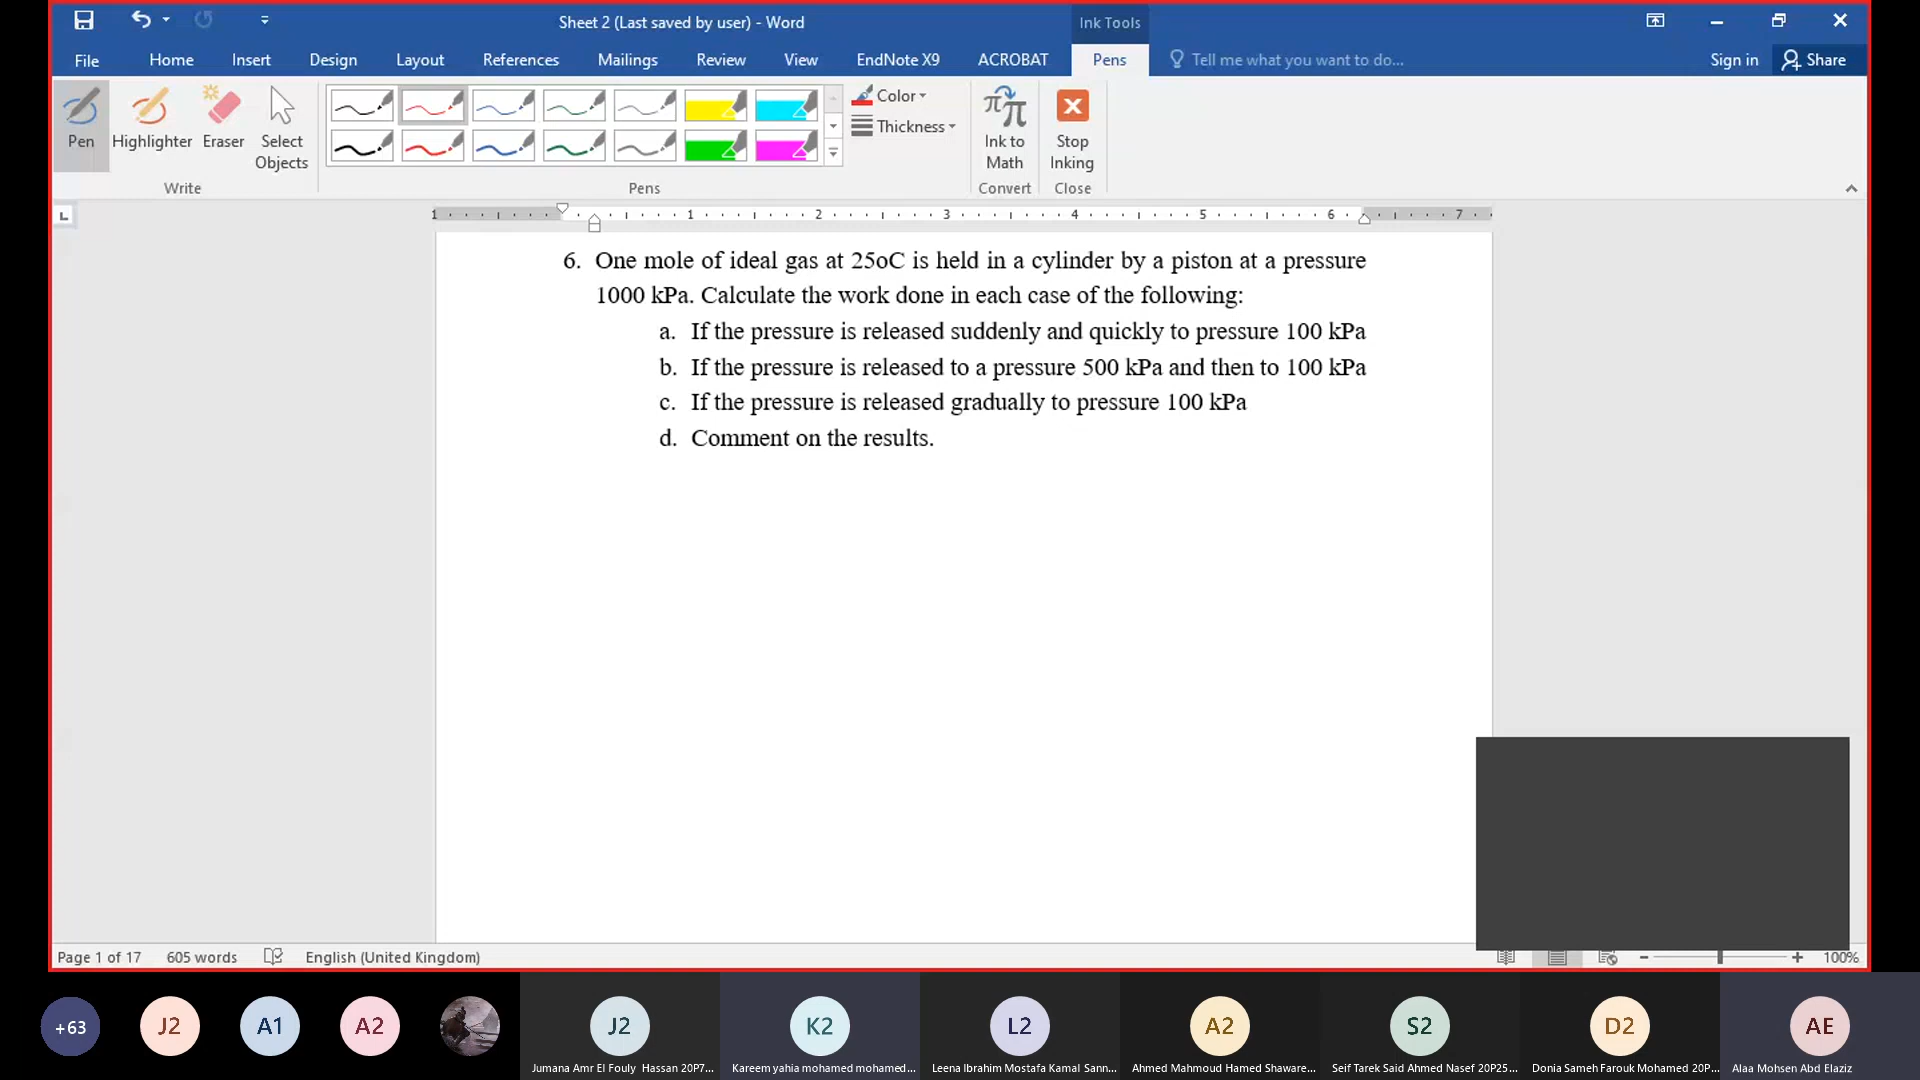 Sheet 2 (Last saved by user) - Word
Ink Tools
File Home Insert Design Layout References Mailings Review View EndNote X9 ACROBAT Pens Tell me what you want to do... Sign in Share
Pen Highlighter Eraser Select Objects
Color
Thickness
Ink to Math
Stop Inking
Write Pens Convert Close
1 1 2 3 4 5 6 7
6. One mole of ideal gas at 25oC is held in a cylinder by a piston at a pressure
1000 kPa. Calculate the work done in each case of the following:
a. If the pressure is released suddenly and quickly to pressure 100 kPa
b. If the pressure is released to a pressure 500 kPa and then to 100 kPa
c. If the pressure is released gradually to pressure 100 kPa
d. Comment on the results.
Page 1 of 17 605 words English (United Kingdom) 100%
+63 J2 A1 A2 J2 K2 L2 A2 S2 D2 AE
Jumana Amr El Fouly Hassan 20P7... Kareem yahia mohamed mohamed... Leena Ibrahim Mostafa Kamal Sann... Ahmed Mahmoud Hamed Shaware... Seif Tarek Said Ahmed Nasef 20P25... Donia Sameh Farouk Mohamed 20P... Alaa Mohsen Abd Elaziz